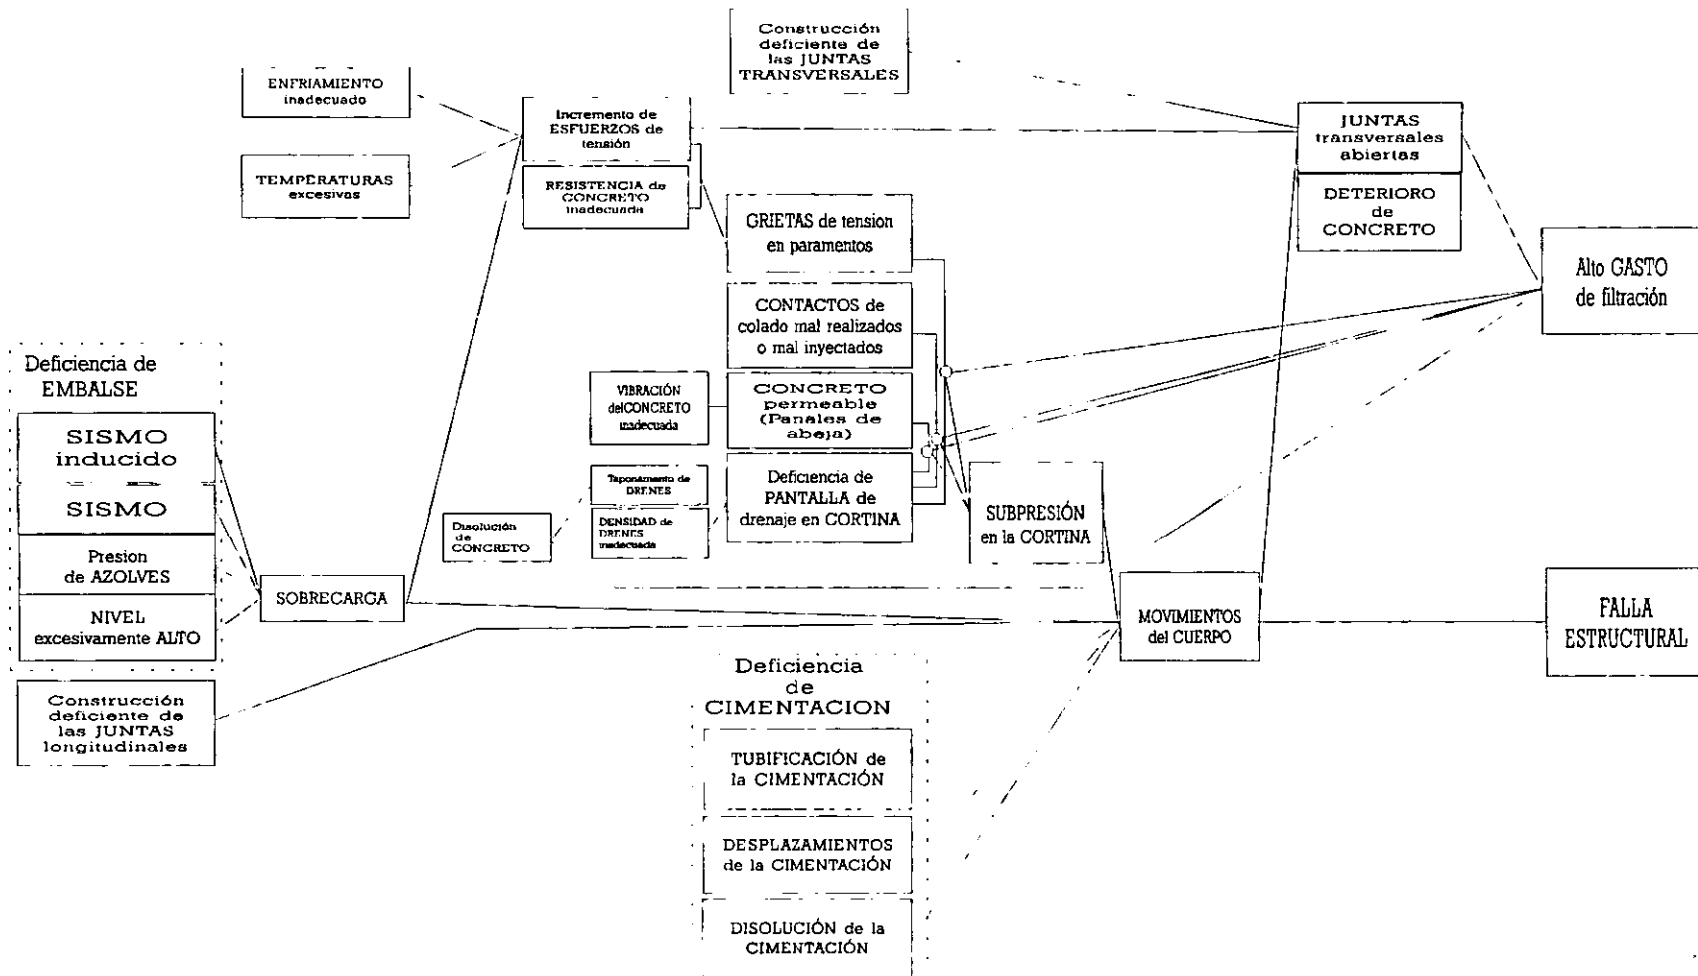 Construcción
deficiente de
las JUNTAS
TRANSVERSALES
ENFRIAMIENTO
inadecuado
TEMPERATURAS
excesivas
Incremento de
ESFUERZOS de
tensión
RESISTENCIA de
CONCRETO
inadecuada
JUNTAS
transversales
abiertas
DETERIORO
de
CONCRETO
GRIETAS de tension
en paramentos
CONTACTOS de
colado mal realizados
o mal inyectados
VIBRACIÓN
delCONCRETO
inadecuada
CONCRETO
permeable
(Panales de
abeja)
Taponamento de
DRENES
DENSIDAD de
DRENES
inadecuada
Disolución
de
CONCRETO
Deficiencia de
PANTALLA de
drenaje en CORTINA
Alto GASTO
de filtración
Deficiencia de
EMBALSE
SISMO
inducido
SISMO
Presion
de AZOLVES
NIVEL
excesivamente ALTO
SOBRECARGA
SUBPRESIÓN
en la CORTINA
MOVIMIENTOS
del CUERPO
FALLA
ESTRUCTURAL
Construcción
deficiente de
las JUNTAS
longitudinales
Deficiencia
de
CIMENTACION
TUBIFICACIÓN de
la CIMENTACIÓN
DESPLAZAMIENTOS
de la CIMENTACIÓN
DISOLUCIÓN de la
CIMENTACIÓN